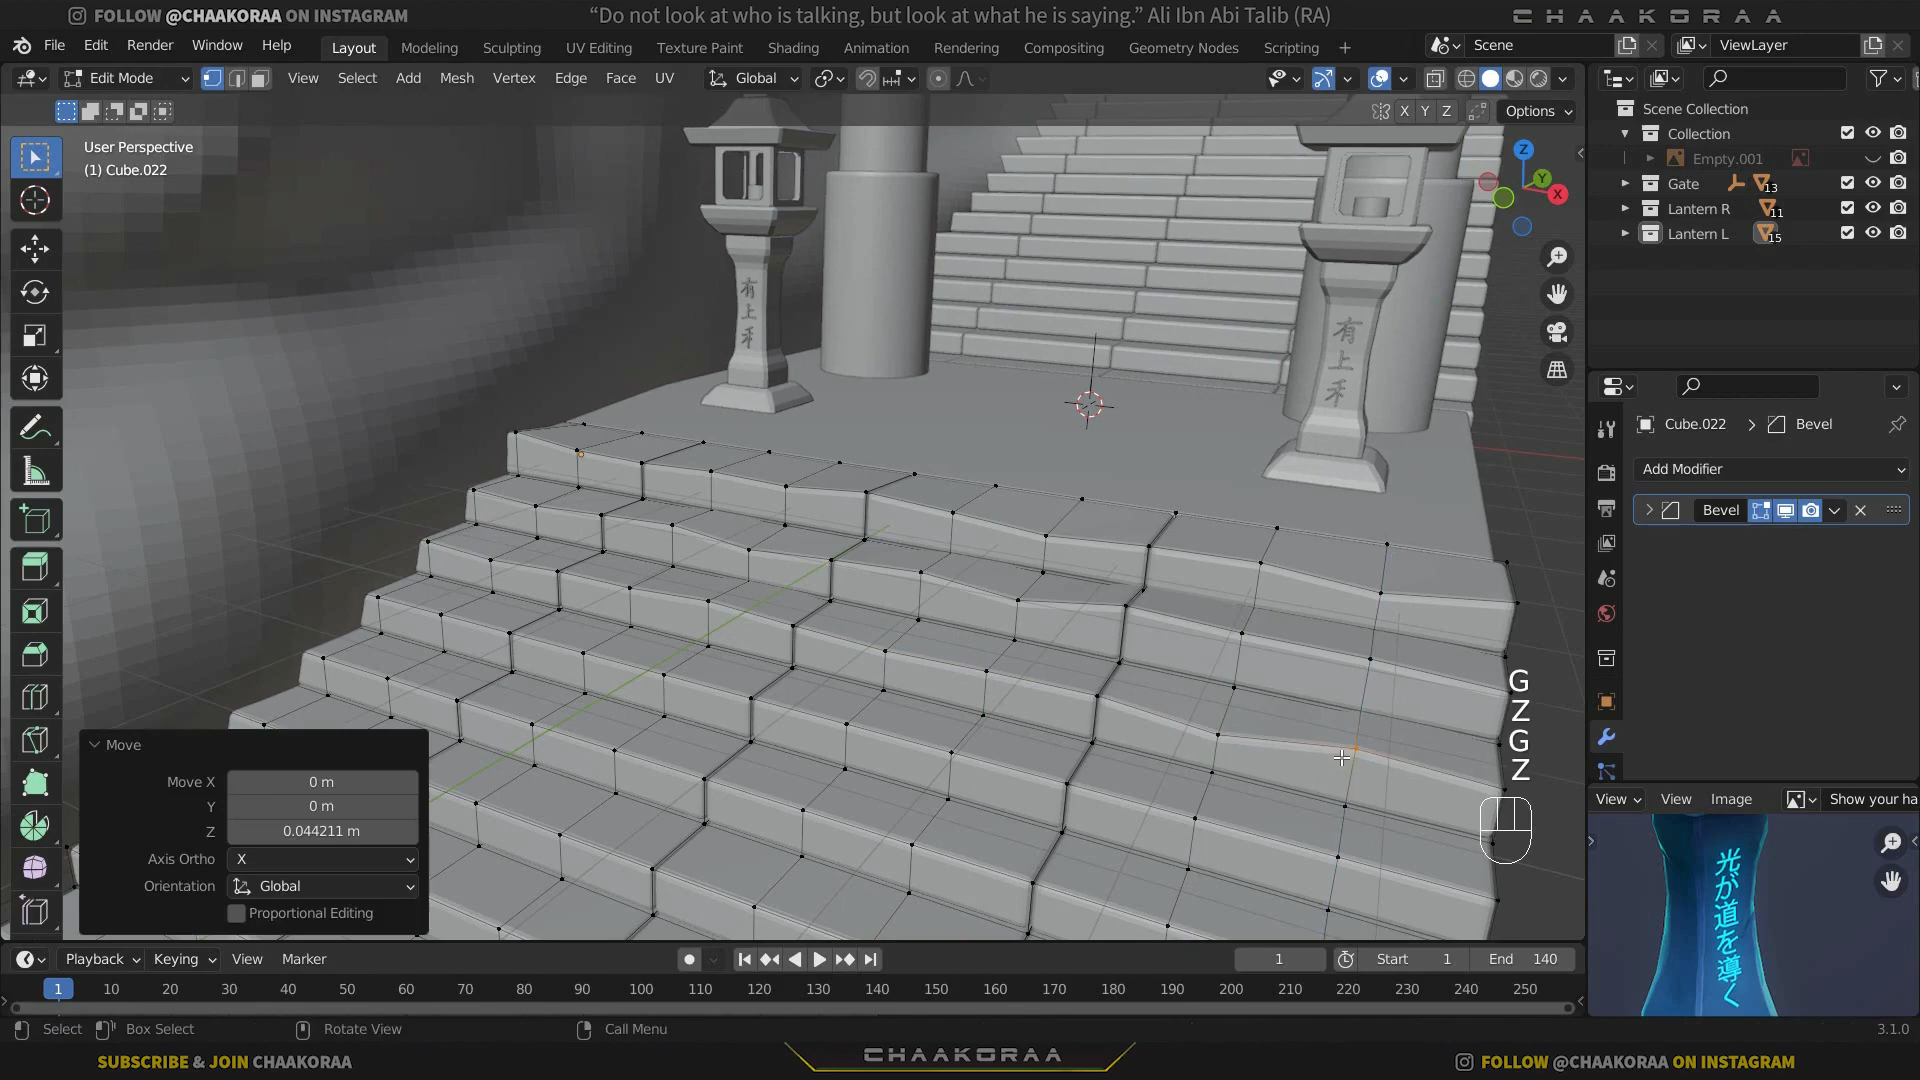 FOLLOW @CHAAKORAA ON INSTAGRAM
“Do not look at who is talking, but look at what he is saying.” Ali Ibn Abi Talib (RA)
CHAAKORAA
File Edit Render Window Help
Layout Modeling Sculpting UV Editing Texture Paint Shading Animation Rendering Compositing Geometry Nodes Scripting
Scene
ViewLayer
Edit Mode View Select Add Mesh Vertex Edge Face UV
Global
X Y Z Options
User Perspective
(1) Cube.022
Z
Y
X
Scene Collection
Collection
Empty.001
Gate 13
Lantern R 11
Lantern L 15
有
上
有
上
Cube.022 > Bevel
Add Modifier
Bevel
G
Z
G
Z
Move
Move X 0 m
Y 0 m
Z 0.044211 m
Axis Ortho X
Orientation Global
Proportional Editing
View View Image Show your ha
光が道を導く
Playback Keying View Marker
1 Start 1 End 140
1 10 20 30 40 50 60 70 80 90 100 110 120 130 140 150 160 170 180 190 200 210 220 230 240 250
Select Box Select Rotate View Call Menu 3.1.0
SUBSCRIBE & JOIN CHAAKORAA
CHAAKORAA
FOLLOW @CHAAKORAA ON INSTAGRAM